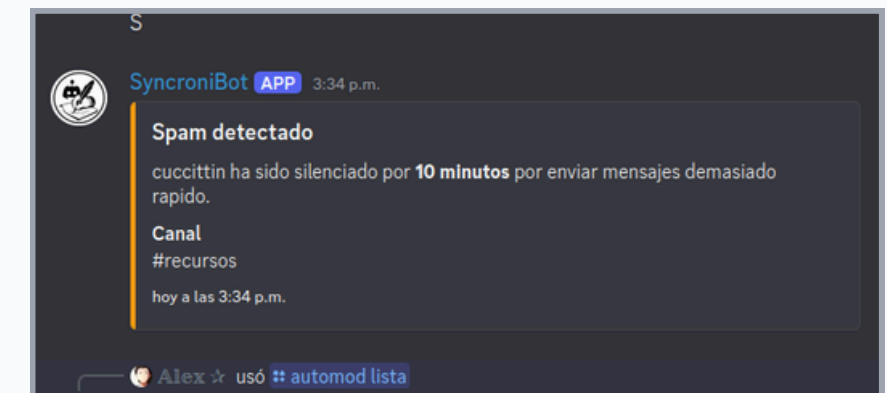 S
SyncroniBot APP 3:34 p.m.
Spam detectado
cuccittin ha sido silenciado por 10 minutos por enviar mensajes demasiado
rapido.
Canal
#recursos
hoy a las 3:34 p.m.
Alex ☆ usó automod lista